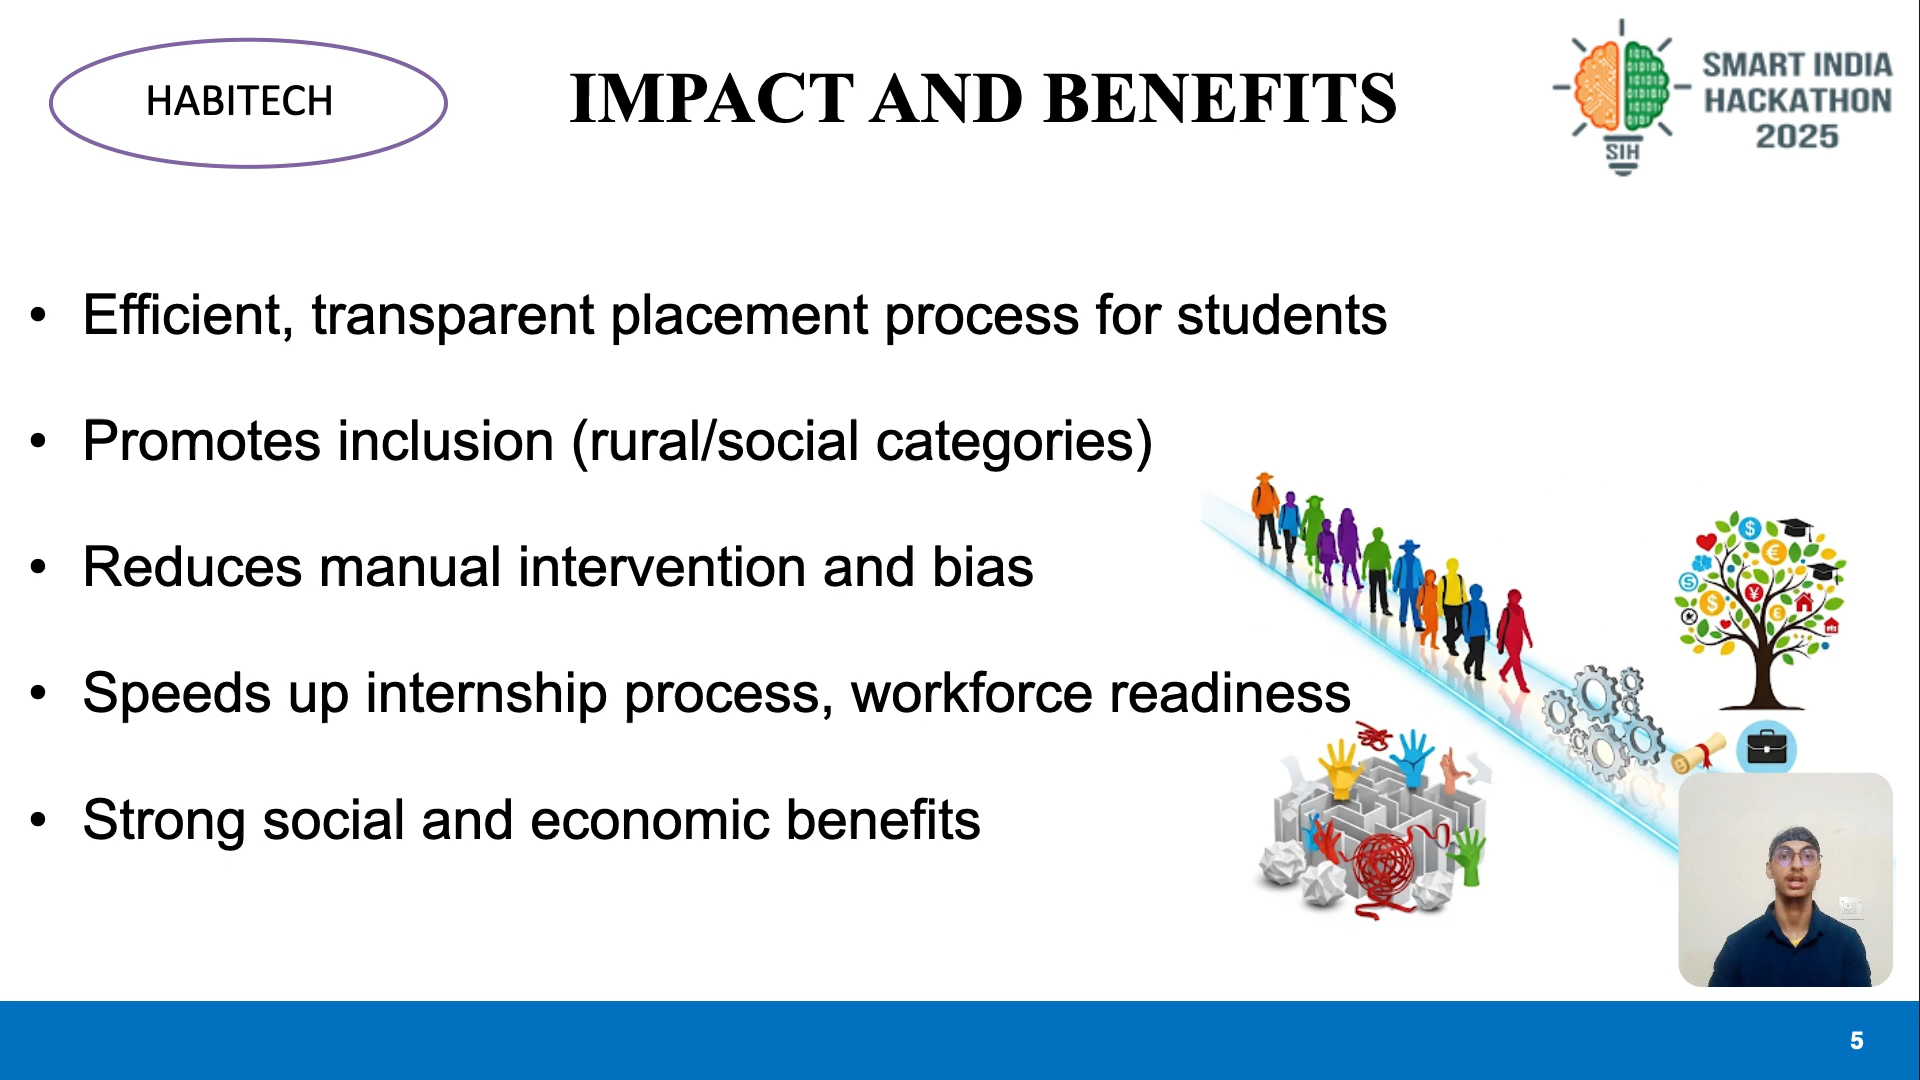 HABITECH
IMPACT AND BENEFITS
SMART INDIA
HACKATHON
2025
SIH
• Efficient, transparent placement process for students
• Promotes inclusion (rural/social categories)
• Reduces manual intervention and bias
• Speeds up internship process, workforce readiness
• Strong social and economic benefits
5